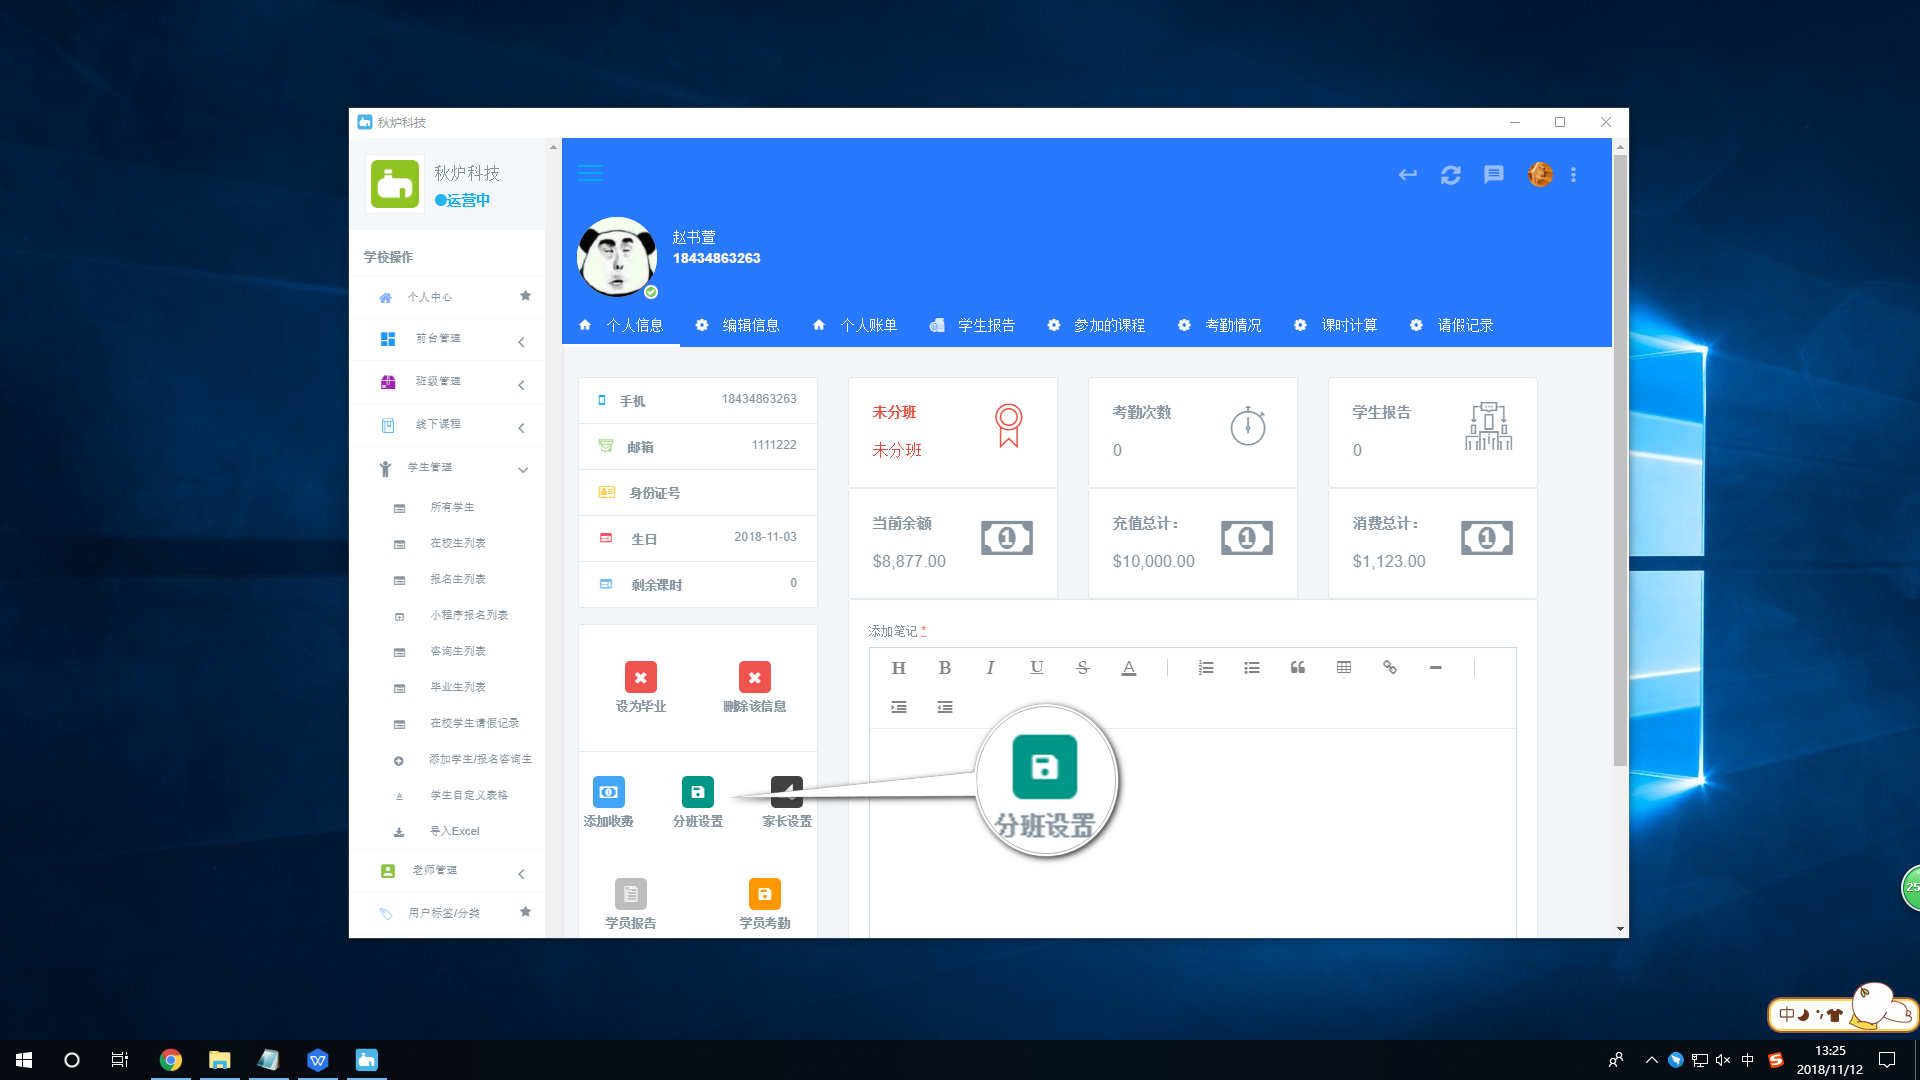 秋炉科技
秋炉科技
运营中
学校操作
个人中心
前台管理
班级管理
线下课程
学生管理
所有学生
在校生列表
报名生列表
小程序报名列表
咨询生列表
毕业生列表
在校学生请假记录
添加学生/报名咨询生
学生自定义表格
导入Excel
老师管理
用户标签/分类
赵书萱
18434863263
个人信息 编辑信息 个人账单 学生报告 参加的课程 考勤情况 课时计算 请假记录
手机 18434863263
邮箱 1111222
身份证号
生日 2018-11-03
剩余课时 0
设为毕业 删除该信息
添加收费 分班设置 家长设置
学员报告 学员考勤
未分班
未分班
考勤次数
0
学生报告
0
当前余额
$8,877.00
充值总计：
$10,000.00
消费总计：
$1,123.00
添加笔记 *
H B I U S A
分班设置
25
中
中
13:25
2018/11/12